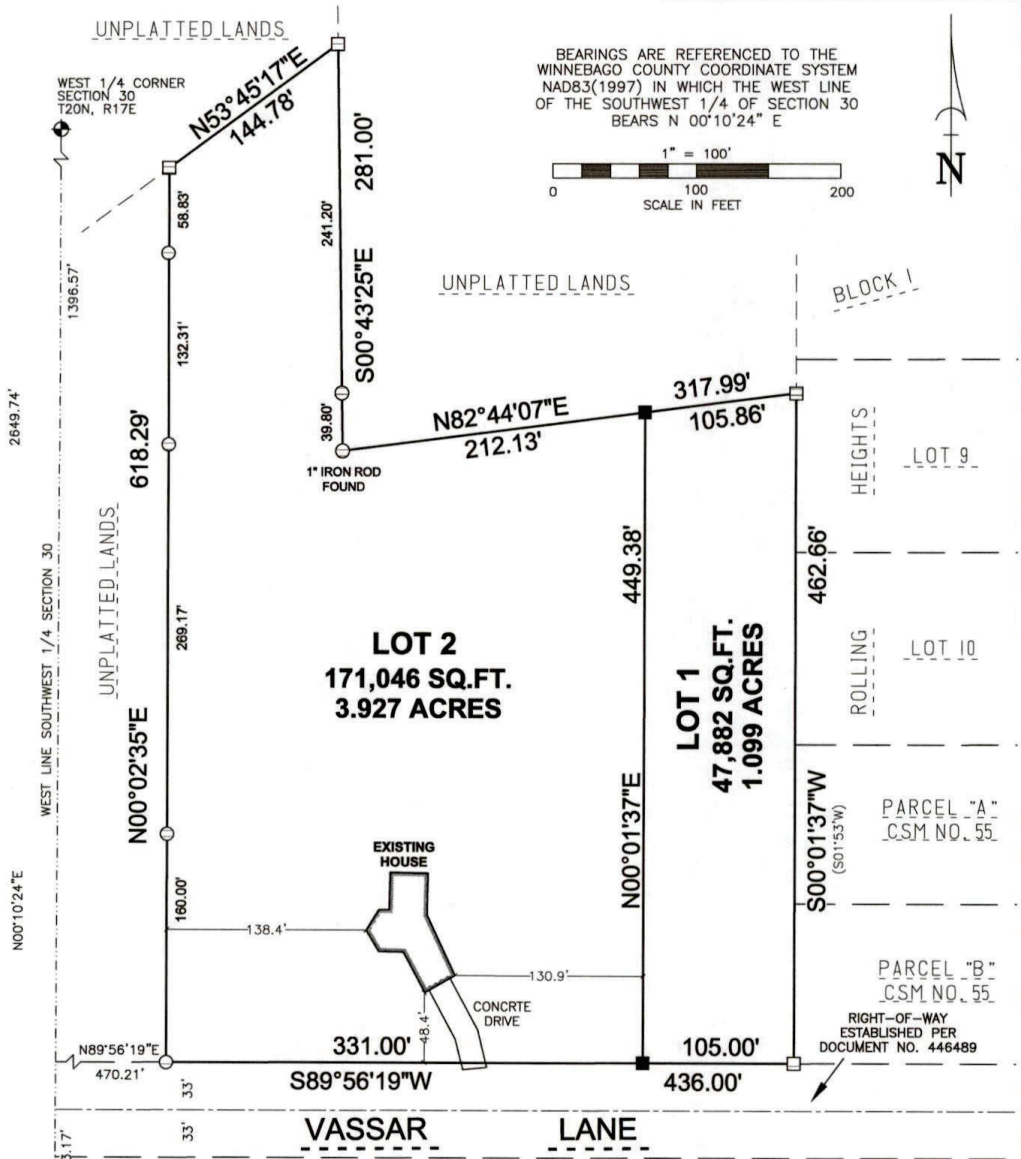 UNPLATTED LANDS
WEST 1/4 CORNER
SECTION 30
T20N, R17E
N53°45'17"E
144.78'
BEARINGS ARE REFERENCED TO THE
WINNEBAGO COUNTY COORDINATE SYSTEM
NAD83(1997) IN WHICH THE WEST LINE
OF THE SOUTHWEST 1/4 OF SECTION 30
BEARS N 00°10'24" E
1" = 100'
0 100 200
SCALE IN FEET
N
58.83'
281.00'
241.20'
S00°43'25"E
39.80'
1396.57'
132.31'
UNPLATTED LANDS
BLOCK 1
2649.74'
618.29'
N82°44'07"E
212.13'
317.99'
105.86'
1" IRON ROD
FOUND
HEIGHTS
LOT 9
UNPLATTED LANDS
WEST LINE SOUTHWEST 1/4 SECTION 30
269.17'
449.38'
462.66'
LOT 2
171,046 SQ.FT.
3.927 ACRES
LOT 1
47,882 SQ.FT.
1.099 ACRES
ROLLING
LOT 10
N00°02'35"E
N00°01'37"E
S00°01'37"W
(S01°53'W)
PARCEL "A"
CSM NO. 55
EXISTING
HOUSE
160.00'
N00°10'24"E
138.4'
130.9'
CONCRTE
DRIVE
48.4'
PARCEL "B"
CSM NO. 55
RIGHT-OF-WAY
ESTABLISHED PER
DOCUMENT NO. 446489
N89°56'19"E
470.21'
331.00'
S89°56'19"W
105.00'
436.00'
33'
33'
VASSAR LANE